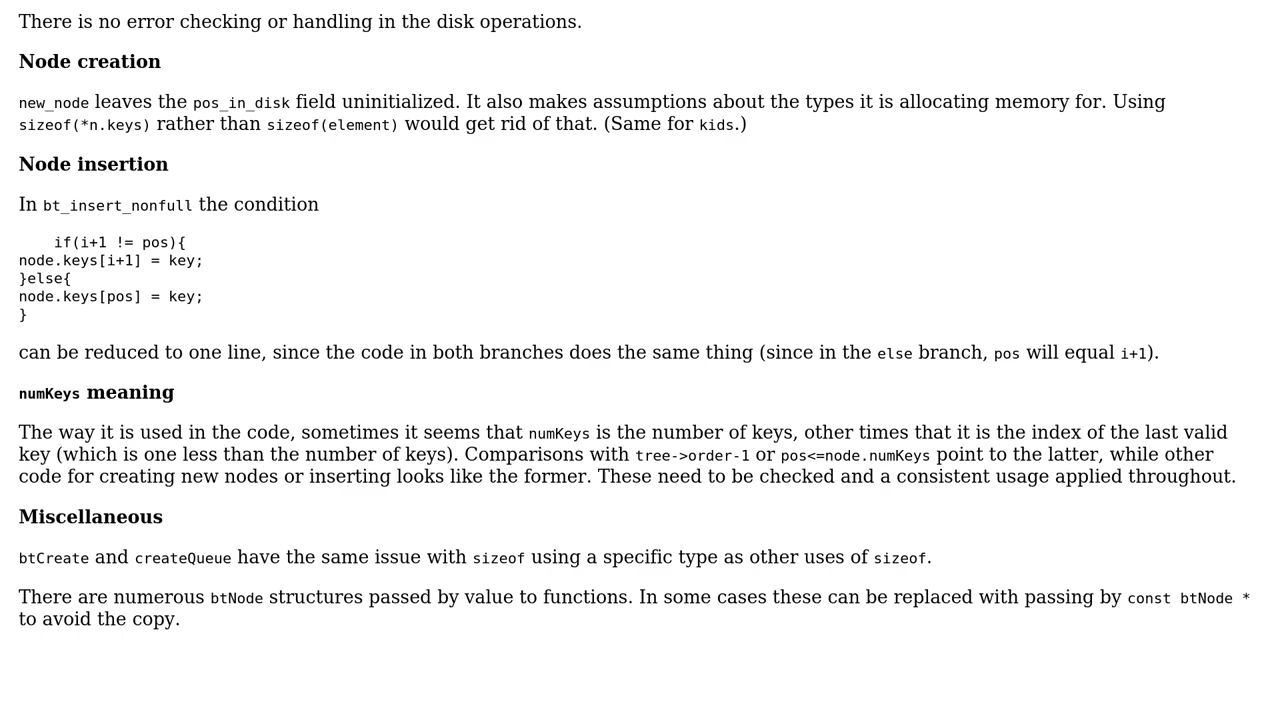 There is no error checking or handling in the disk operations.
Node creation
new_node leaves the pos_in_disk field uninitialized. It also makes assumptions about the types it is allocating memory for. Using
sizeof(*n.keys) rather than sizeof(element) would get rid of that. (Same for kids.)
Node insertion
In bt_insert_nonfull the condition
    if(i+1 != pos){
node.keys[i+1] = key;
}else{
node.keys[pos] = key;
}
can be reduced to one line, since the code in both branches does the same thing (since in the else branch, pos will equal i+1).
numKeys meaning
The way it is used in the code, sometimes it seems that numKeys is the number of keys, other times that it is the index of the last valid
key (which is one less than the number of keys). Comparisons with tree->order-1 or pos<=node.numKeys point to the latter, while other
code for creating new nodes or inserting looks like the former. These need to be checked and a consistent usage applied throughout.
Miscellaneous
btCreate and createQueue have the same issue with sizeof using a specific type as other uses of sizeof.
There are numerous btNode structures passed by value to functions. In some cases these can be replaced with passing by const btNode *
to avoid the copy.